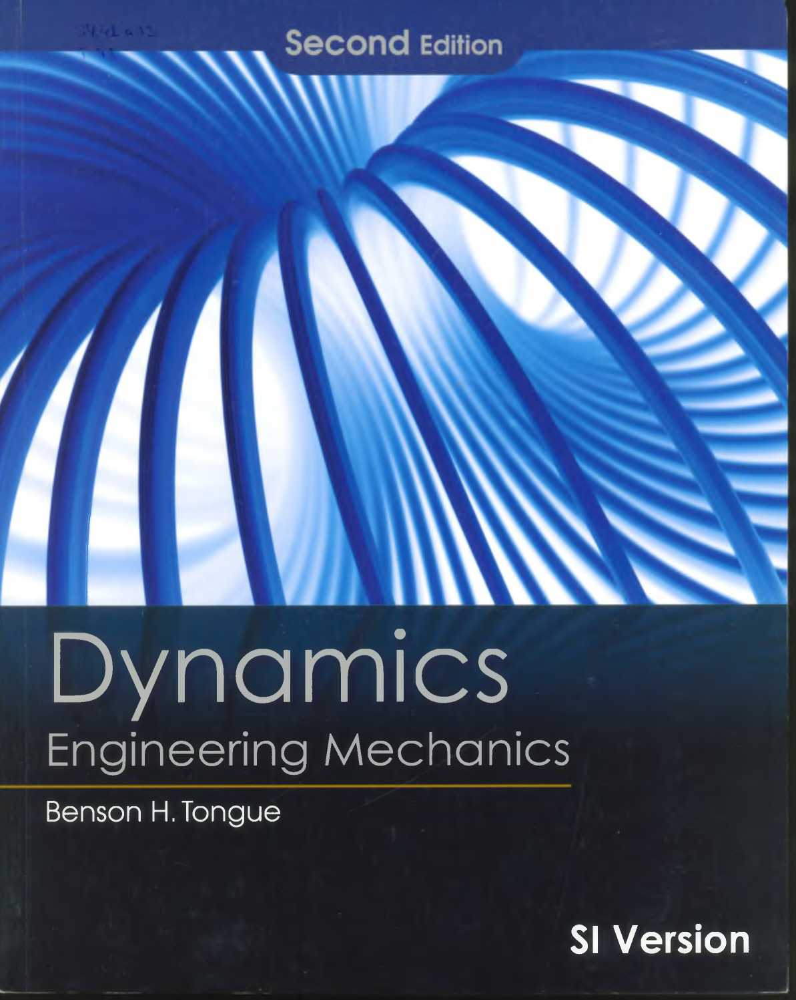 Second Edition
Dynamics
Engineering Mechanics
Benson H. Tongue
SI Version